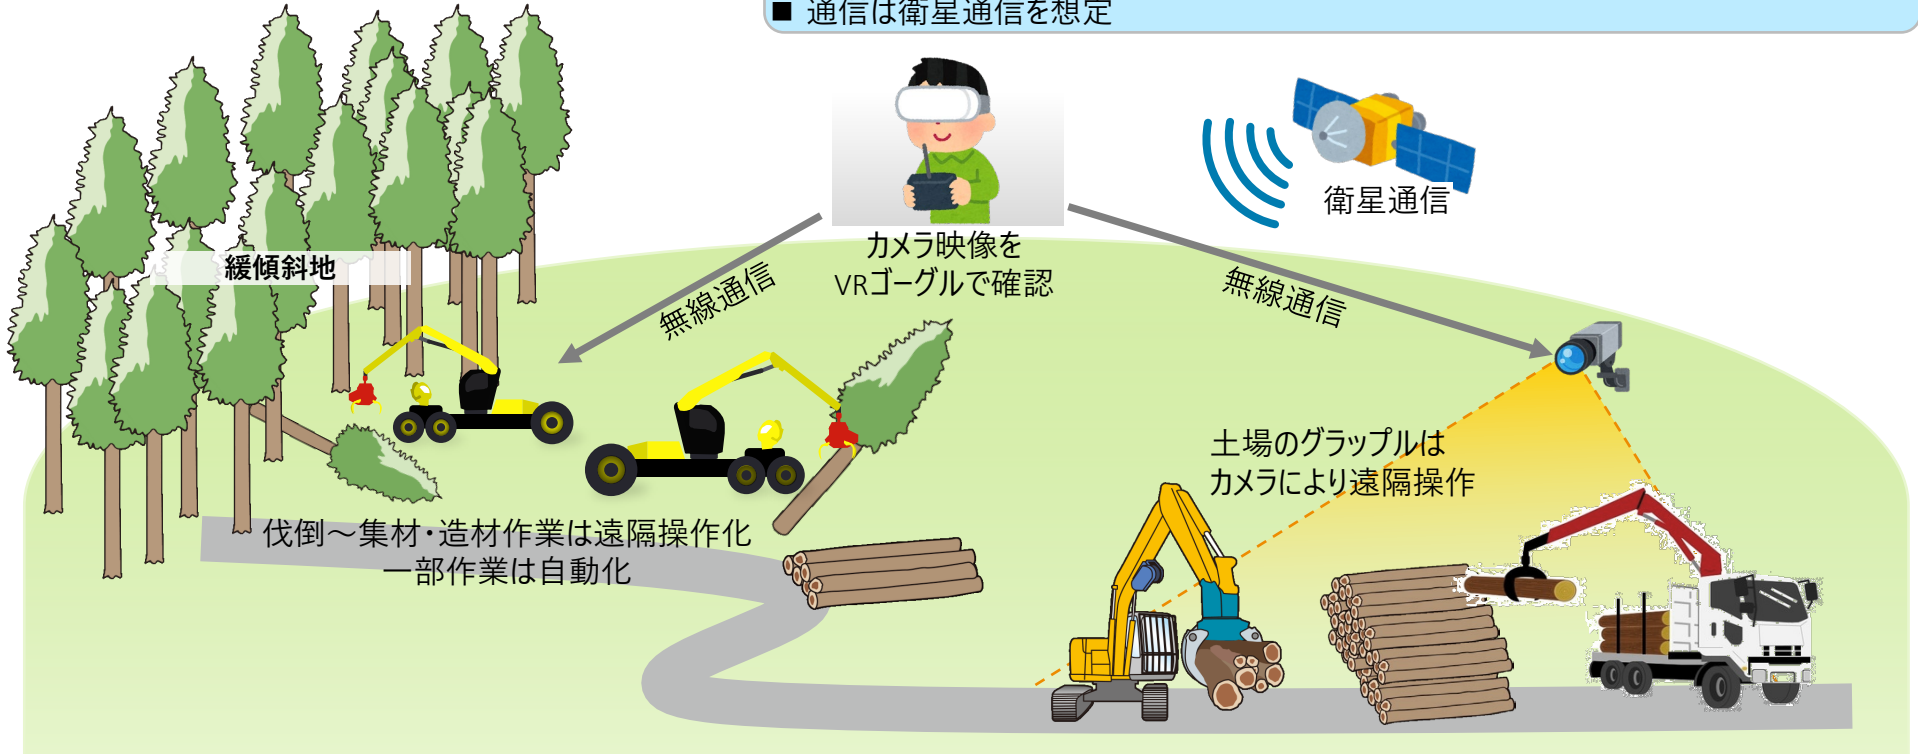 ■ 通信は衛星通信を想定
衛星通信
カメラ映像を
VRゴーグルで確認
緩傾斜地
無線通信
無線通信
土場のグラップルは
カメラにより遠隔操作
伐倒～集材・造材作業は遠隔操作化
一部作業は自動化